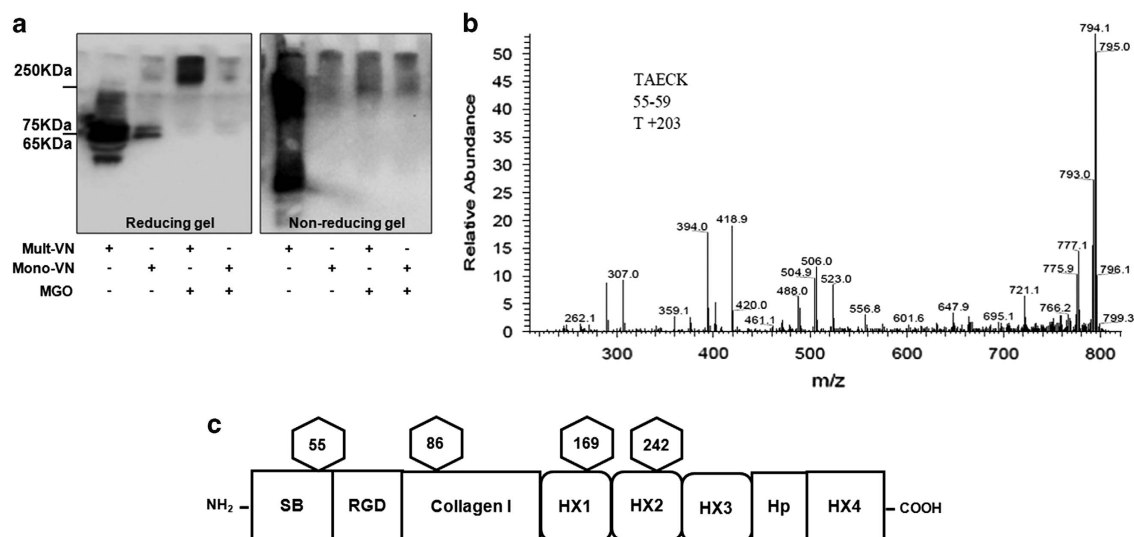 a
250KDa
75KDa
65KDa
Reducing gel
Non-reducing gel
Mult-VN + - + - + - + -
Mono-VN - + - + - + - +
MGO - - + + - - + +
b
Relative Abundance
50
45
40
35
30
25
20
15
10
5
0
TAECK
55-59
T +203
262.1
307.0
359.1
394.0
418.9
420.0
461.1
488.0
504.9
506.0
523.0
556.8
601.6
647.9
695.1
721.1
766.2
775.9
777.1
793.0
794.1
795.0
796.1
799.3
300 400 500 600 700 800
m/z
c
55 86 169 242
NH₂ SB RGD Collagen I HX1 HX2 HX3 Hp HX4 COOH